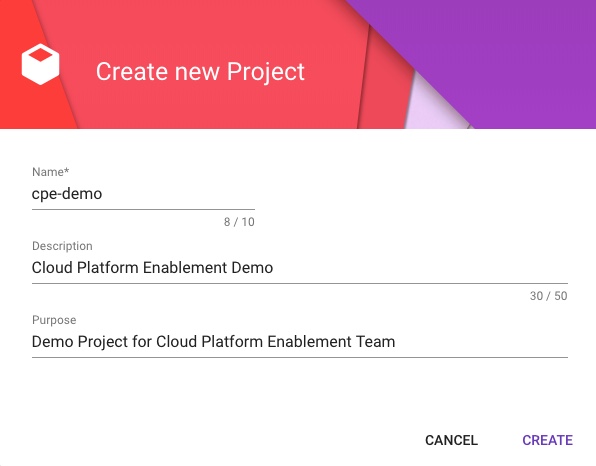 Create new Project
Name*
cpe-demo
8 / 10
Description
Cloud Platform Enablement Demo
30 / 50
Purpose
Demo Project for Cloud Platform Enablement Team
CANCEL CREATE